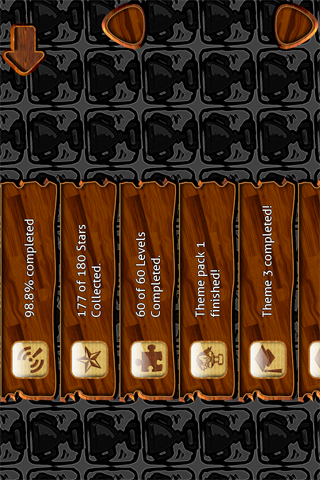 98.8% completed
177 of 180 Stars
Collected.
60 of 60 Levels
Completed.
Theme pack 1
finished!
Theme 3 completed!